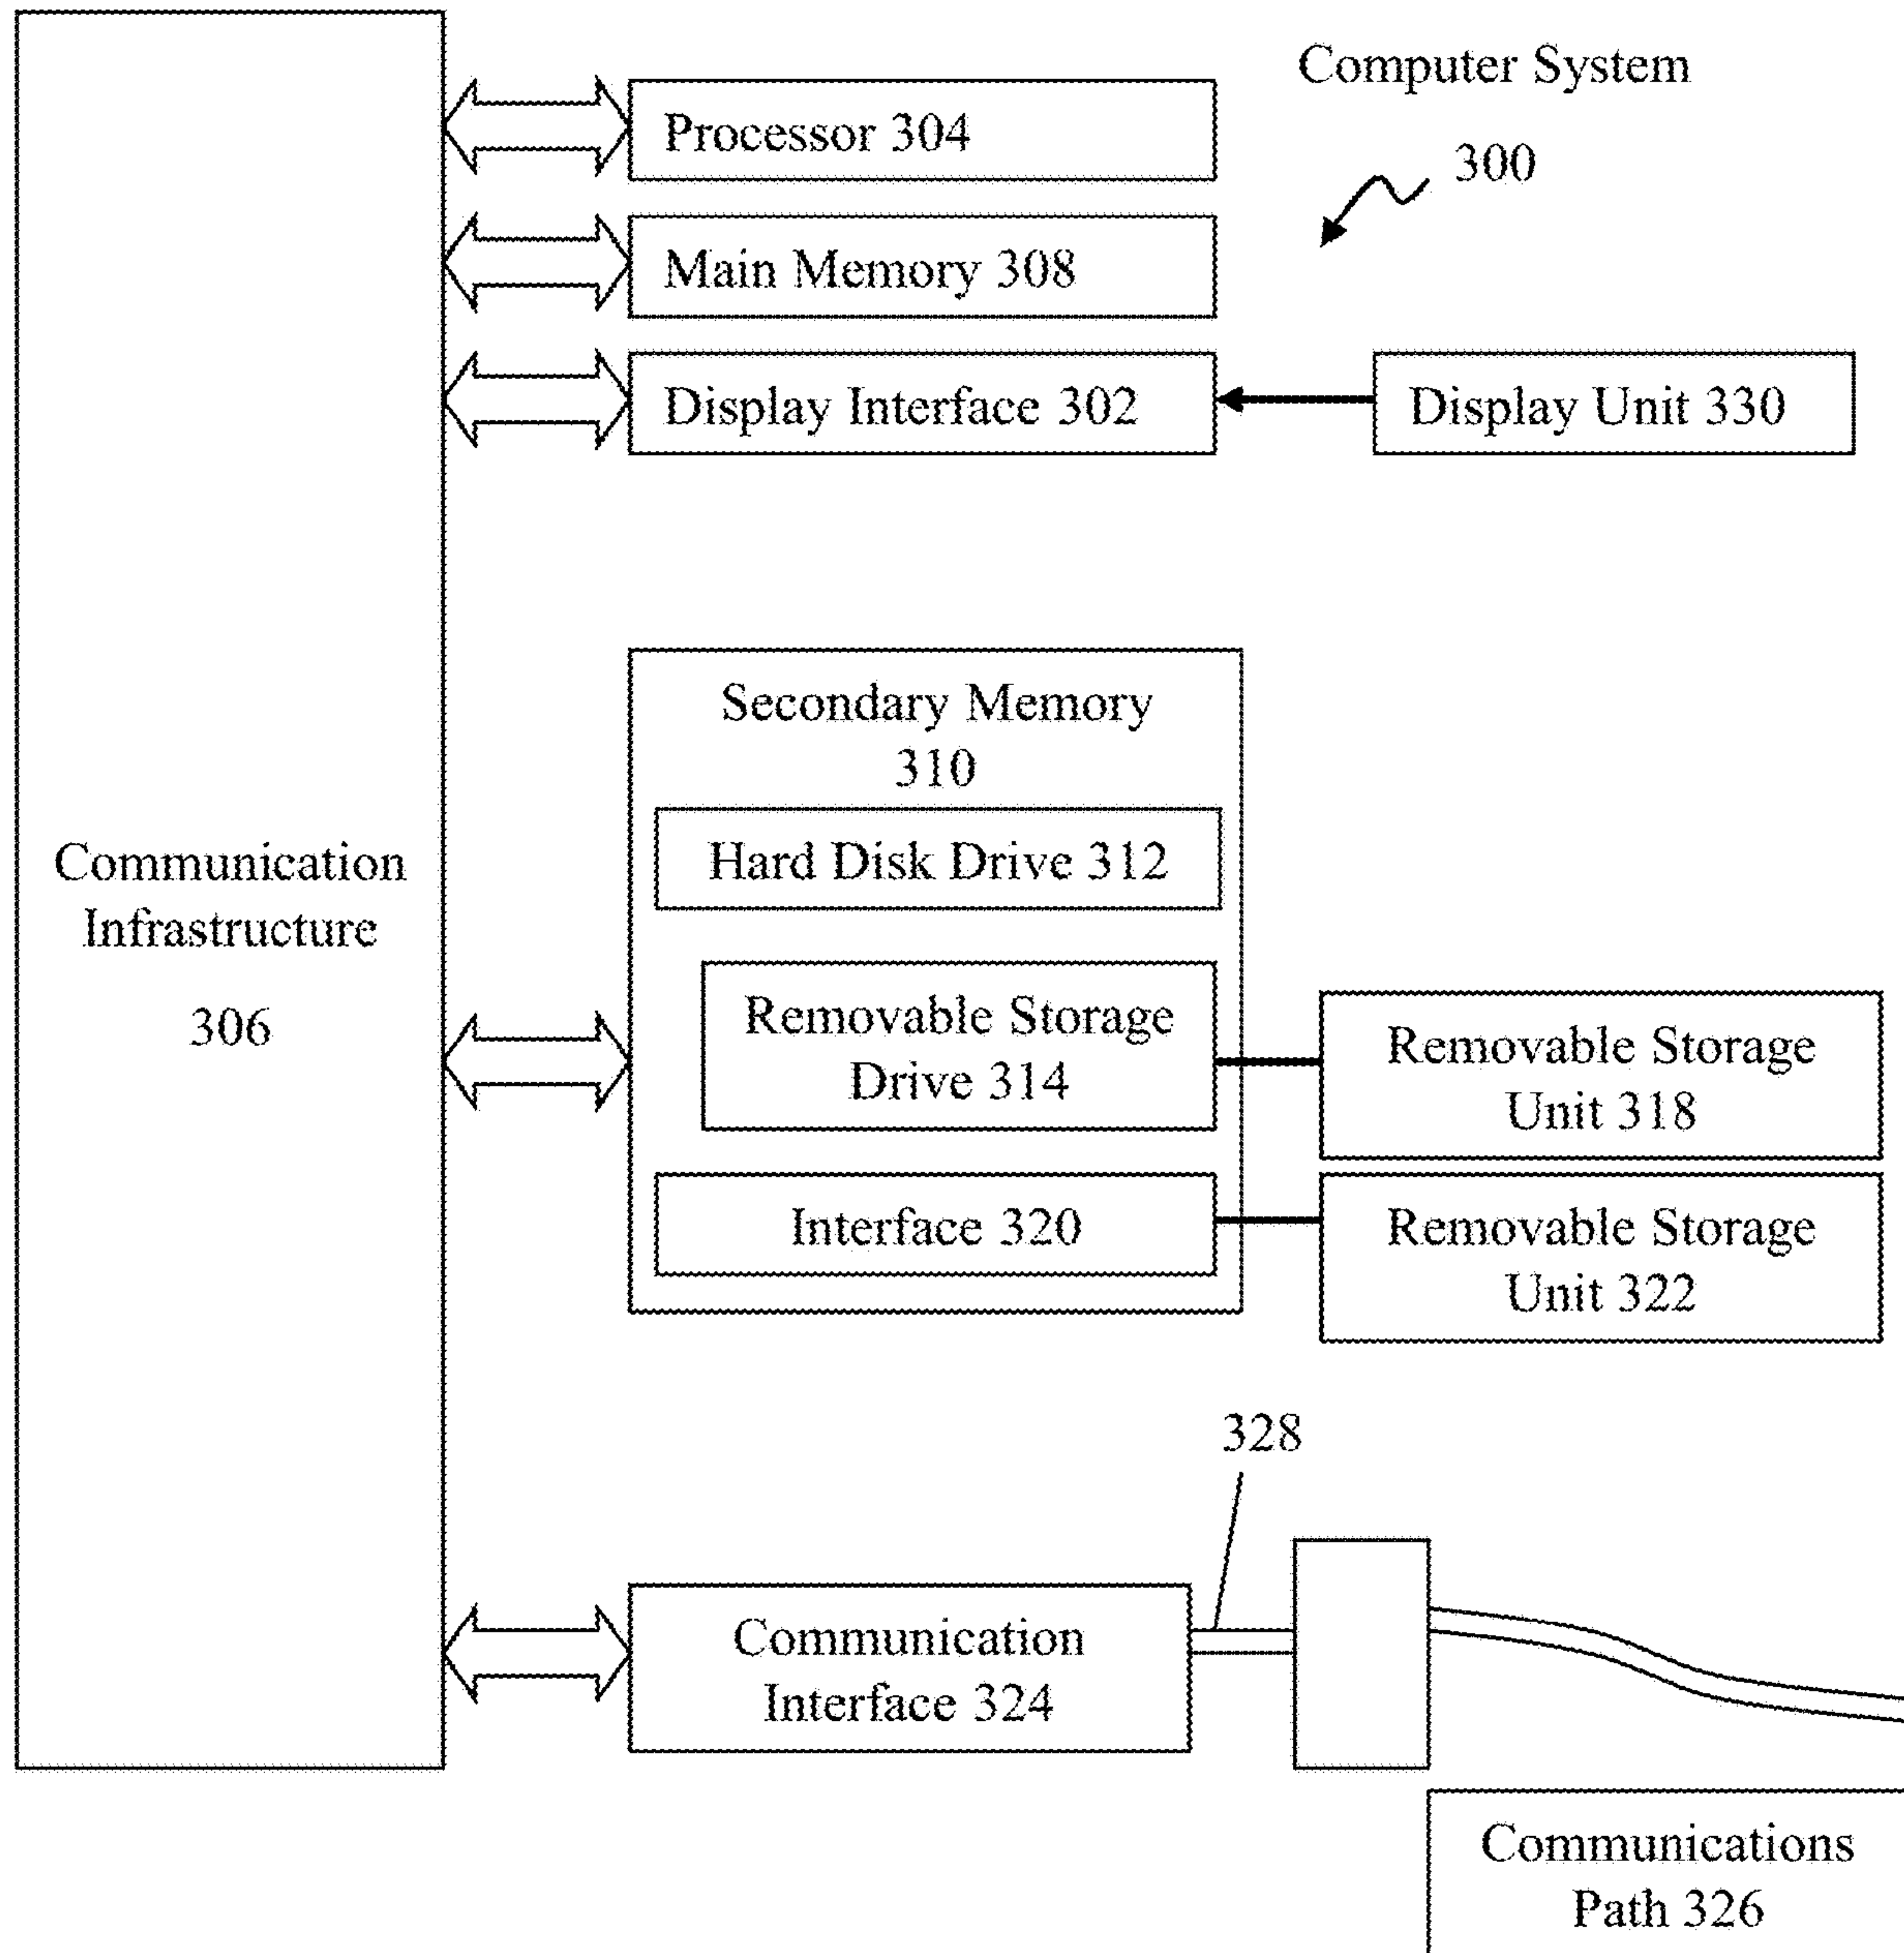 Computer System
300
Processor 304
Main Memory 308
Display Interface 302
Display Unit 330
Secondary Memory
310
Hard Disk Drive 312
Communication
Infrastructure
306
Removable Storage
Drive 314
Removable Storage
Unit 318
Interface 320
Removable Storage
Unit 322
328
Communication
Interface 324
Communications
Path 326